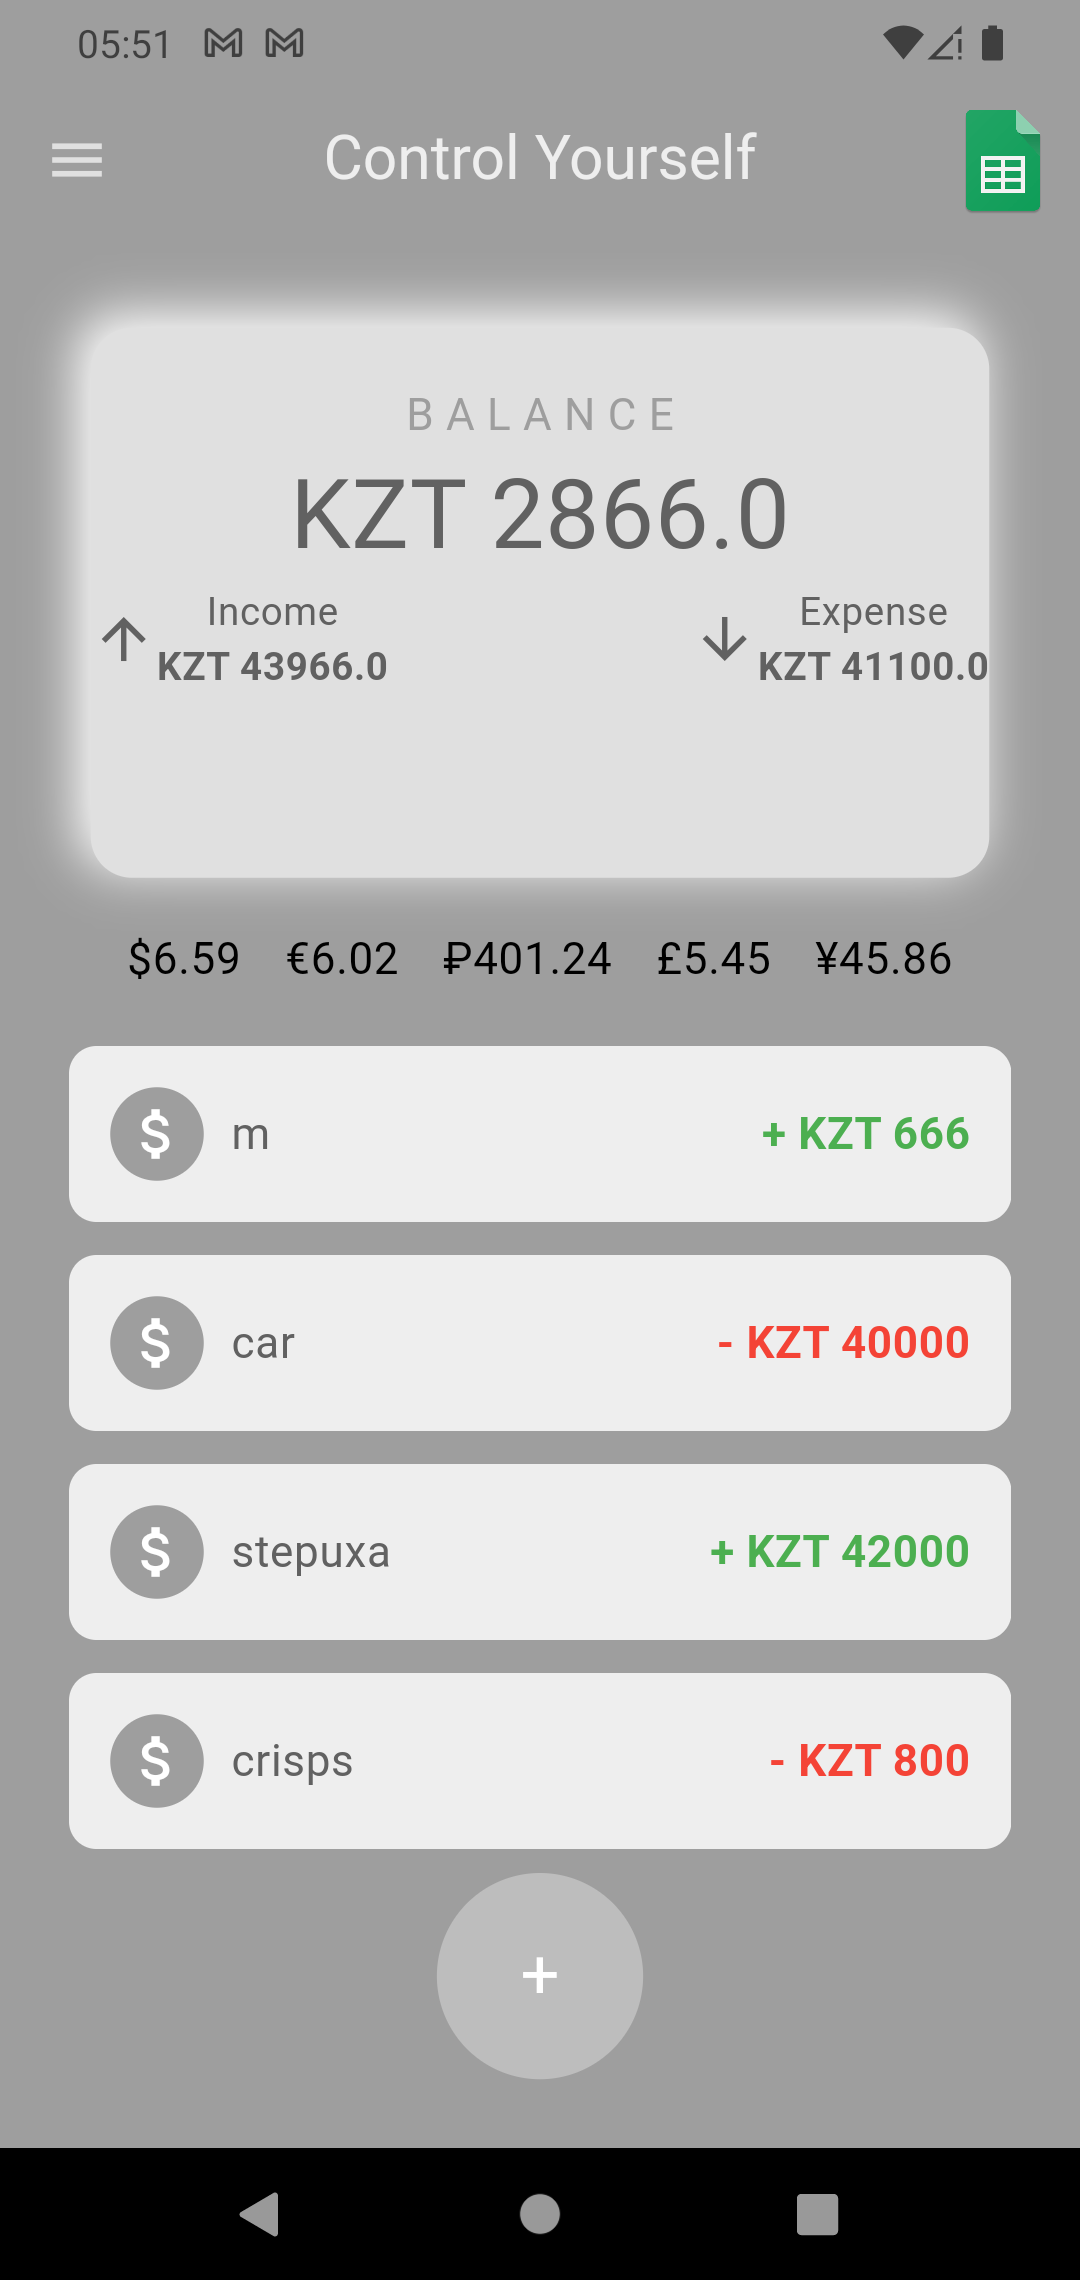 05:51
Control Yourself
BALANCE
KZT 2866.0
Income
KZT 43966.0
Expense
KZT 41100.0
$6.59 €6.02 ₽401.24 £5.45 ¥45.86
$ m + KZT 666
$ car - KZT 40000
$ stepuxa + KZT 42000
$ crisps - KZT 800
+